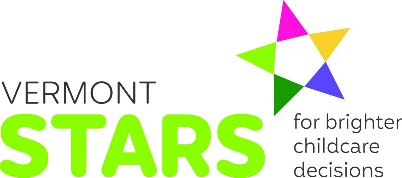 VERMONT
STARS
for brighter
childcare
decisions